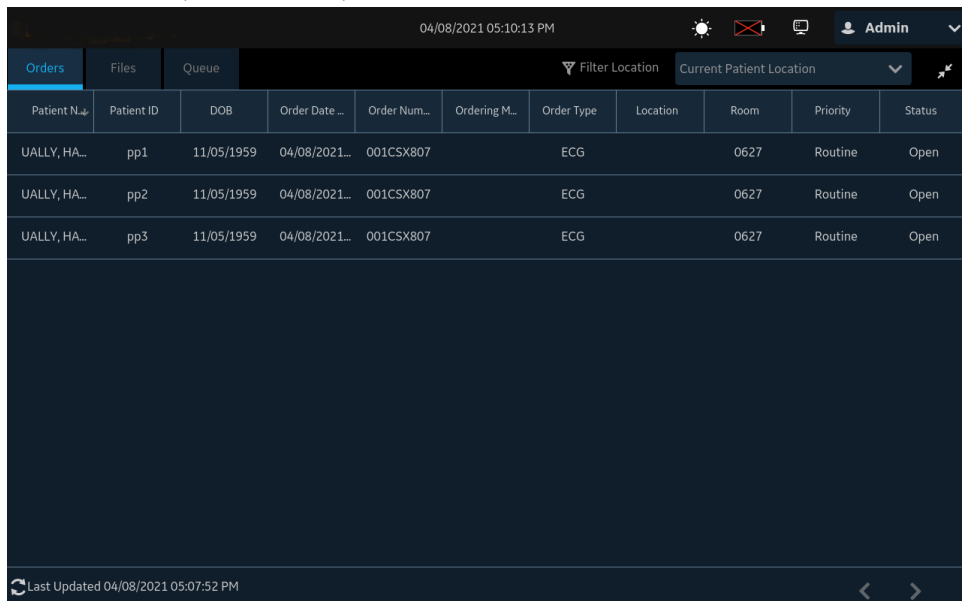 04/08/2021 05:10:13 PM Admin
Orders Files Queue Filter Location Current Patient Location
Patient N... Patient ID DOB Order Date ... Order Num... Ordering M... Order Type Location Room Priority Status
UALLY, HA... pp1 11/05/1959 04/08/2021... 001CSX807 ECG 0627 Routine Open
UALLY, HA... pp2 11/05/1959 04/08/2021... 001CSX807 ECG 0627 Routine Open
UALLY, HA... pp3 11/05/1959 04/08/2021... 001CSX807 ECG 0627 Routine Open
Last Updated 04/08/2021 05:07:52 PM